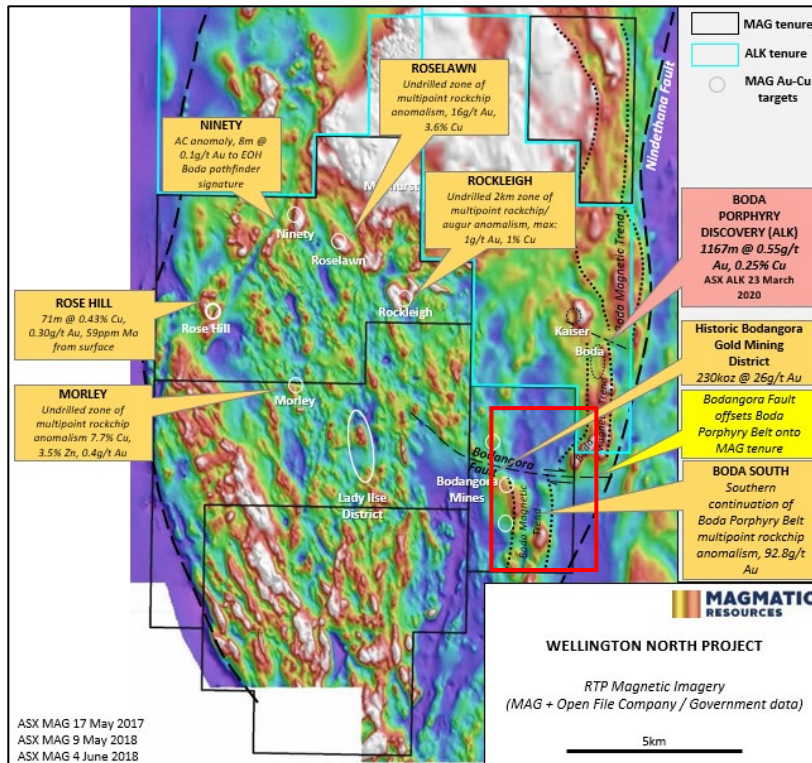 MAG tenure
ALK tenure
MAG Au-Cu
targets
Nindethana Fault
ROSELAWN
Undrilled zone of
multipoint rockchip
anomalism, 16g/t Au,
3.6% Cu
NINETY
AC anomaly, 8m @
0.1g/t Au to EOH
Boda pathfinder
signature
ROCKLEIGH
Undrilled 2km zone of
multipoint rockchip/
augur anomalism, max:
1g/t Au, 1% Cu
Ninety
Roselawn
Rockleigh
BODA
PORPHYRY
DISCOVERY (ALK)
1167m @ 0.55g/t
Au, 0.25% Cu
ASX ALK 23 March
2020
Boda Magnetic Trend
ROSE HILL
71m @ 0.43% Cu,
0.30g/t Au, 59ppm Mo
from surface
Rose Hill
Kaiser
Boda
Historic Bodangora
Gold Mining
District
230koz @ 26g/t Au
MORLEY
Undrilled zone of
multipoint rockchip
anomalism 7.7% Cu,
3.5% Zn, 0.4g/t Au
Morley
Bodangora Fault
offsets Boda
Porphyry Belt onto
MAG tenure
Boda
Magnetic Trend
Bodangora
Fault
Lady Ilse
District
Bodangora
Mines
Boda Magnetic
Trend
BODA SOUTH
Southern
continuation of
Boda Porphyry Belt
multipoint rockchip
anomalism, 92.8g/t
Au
MAGMATIC
RESOURCES
WELLINGTON NORTH PROJECT
RTP Magnetic Imagery
(MAG + Open File Company / Government data)
5km
ASX MAG 17 May 2017
ASX MAG 9 May 2018
ASX MAG 4 June 2018